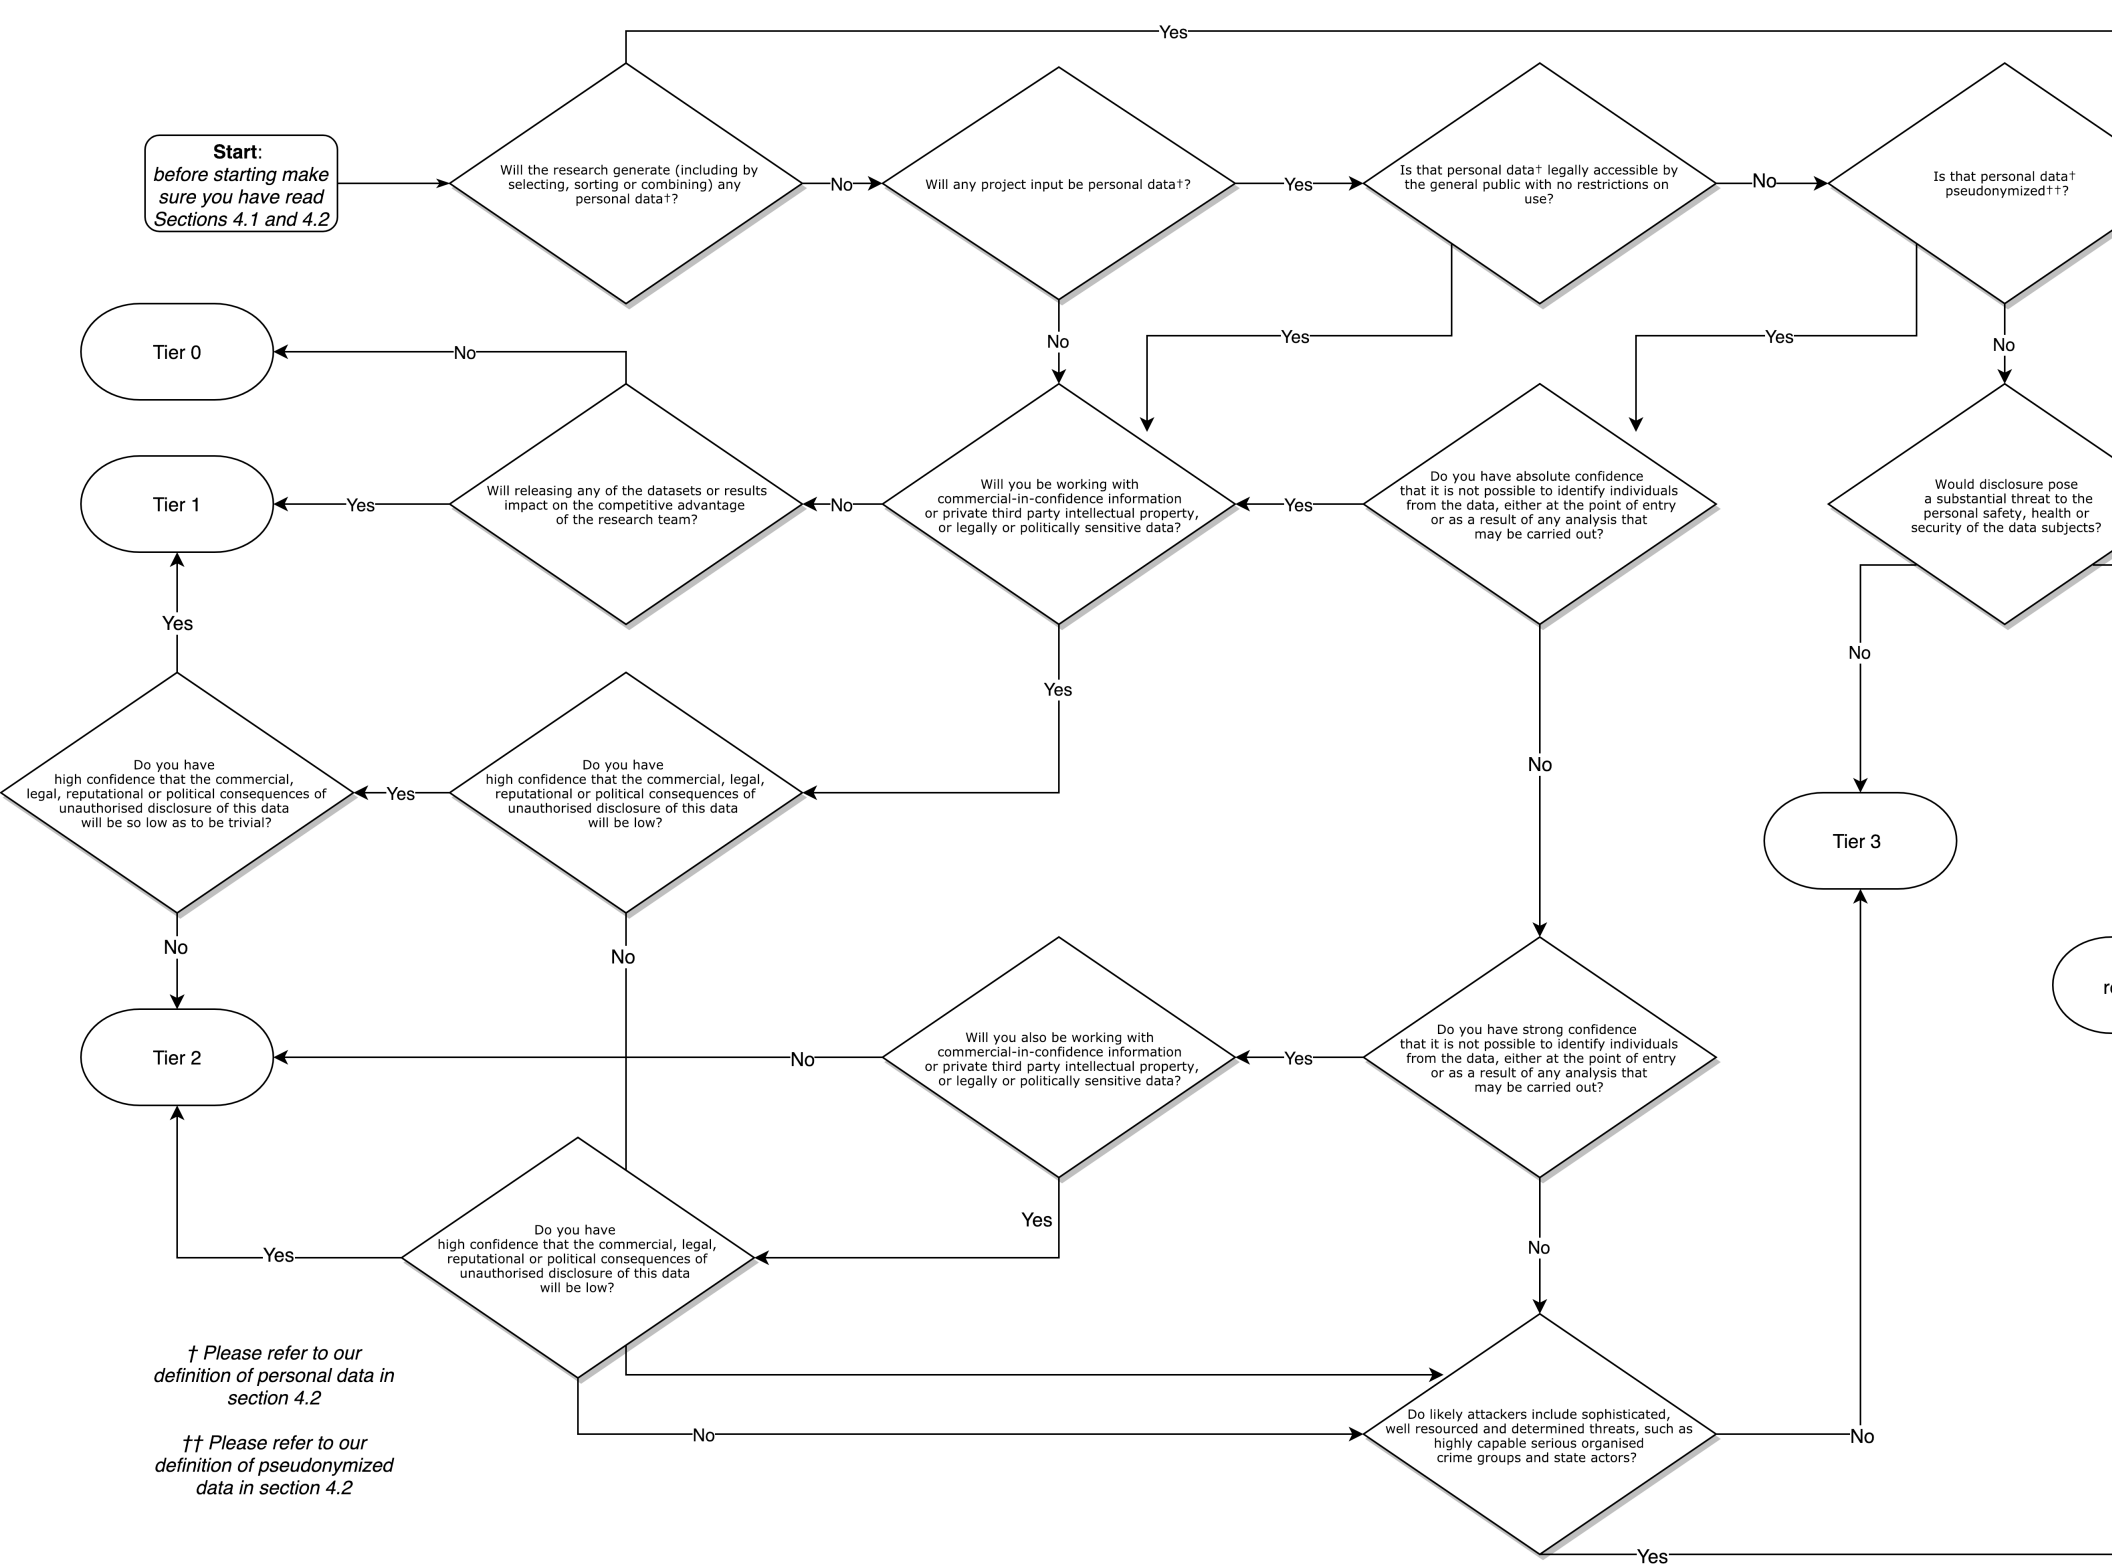 Yes
Start:
before starting make
sure you have read
Sections 4.1 and 4.2
Will the research generate (including by
selecting, sorting or combining) any
personal data†?
No
Will any project input be personal data†?
Yes
Is that personal data† legally accessible by
the general public with no restrictions on
use?
No
Is that personal data†
pseudonymized††?
No
Yes
Yes
No
Tier 0
No
Tier 1
Yes
Will releasing any of the datasets or results
impact on the competitive advantage
of the research team?
No
Will you be working with
commercial-in-confidence information
or private third party intellectual property,
or legally or politically sensitive data?
Yes
Do you have absolute confidence
that it is not possible to identify individuals
from the data, either at the point of entry
or as a result of any analysis that
may be carried out?
Would disclosure pose
a substantial threat to the
personal safety, health or
security of the data subjects?
Yes
Yes
No
No
Do you have
high confidence that the commercial,
legal, reputational or political consequences of
unauthorised disclosure of this data
will be so low as to be trivial?
Yes
Do you have
high confidence that the commercial, legal,
reputational or political consequences of
unauthorised disclosure of this data
will be low?
Tier 3
No
No
Tier 2
No
Will you also be working with
commercial-in-confidence information
or private third party intellectual property,
or legally or politically sensitive data?
Yes
Do you have strong confidence
that it is not possible to identify individuals
from the data, either at the point of entry
or as a result of any analysis that
may be carried out?
Yes
No
Yes
Do you have
high confidence that the commercial, legal,
reputational or political consequences of
unauthorised disclosure of this data
will be low?
† Please refer to our
definition of personal data in
section 4.2
†† Please refer to our
definition of pseudonymized
data in section 4.2
No
Do likely attackers include sophisticated,
well resourced and determined threats, such as
highly capable serious organised
crime groups and state actors?
No
Yes